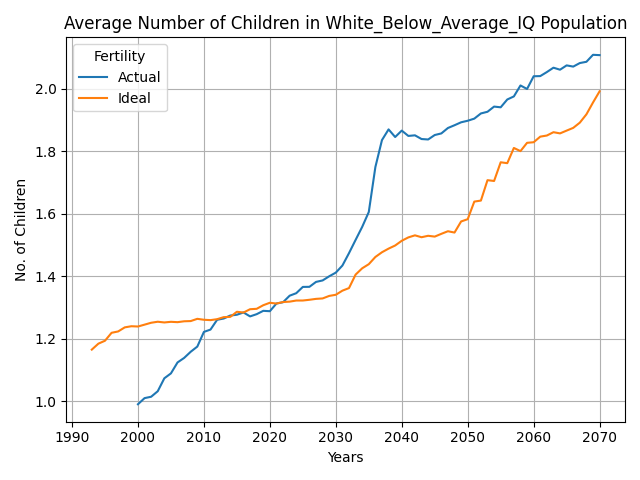 Average Number of Children in White_Below_Average_IQ Population
Fertility
Actual
Ideal
No. of Children
2.0
1.8
1.6
1.4
1.2
1.0
1990 2000 2010 2020 2030 2040 2050 2060 2070
Years